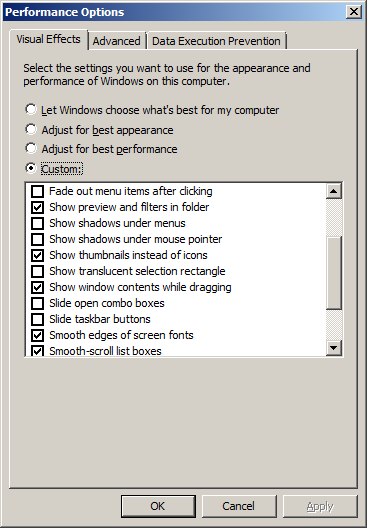 Performance Options
Visual Effects Advanced Data Execution Prevention
Select the settings you want to use for the appearance and
performance of Windows on this computer.
Let Windows choose what's best for my computer
Adjust for best appearance
Adjust for best performance
Custom:
Fade out menu items after clicking
Show preview and filters in folder
Show shadows under menus
Show shadows under mouse pointer
Show thumbnails instead of icons
Show translucent selection rectangle
Show window contents while dragging
Slide open combo boxes
Slide taskbar buttons
Smooth edges of screen fonts
Smooth-scroll list boxes
OK Cancel Apply